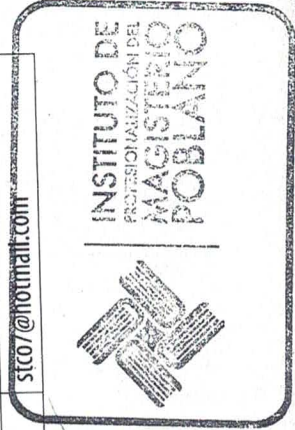 stco7@hotmail.com
INSTITUTO DE
PROFESIONALIZACIÓN DEL
MAGISTERIO
POBLANO